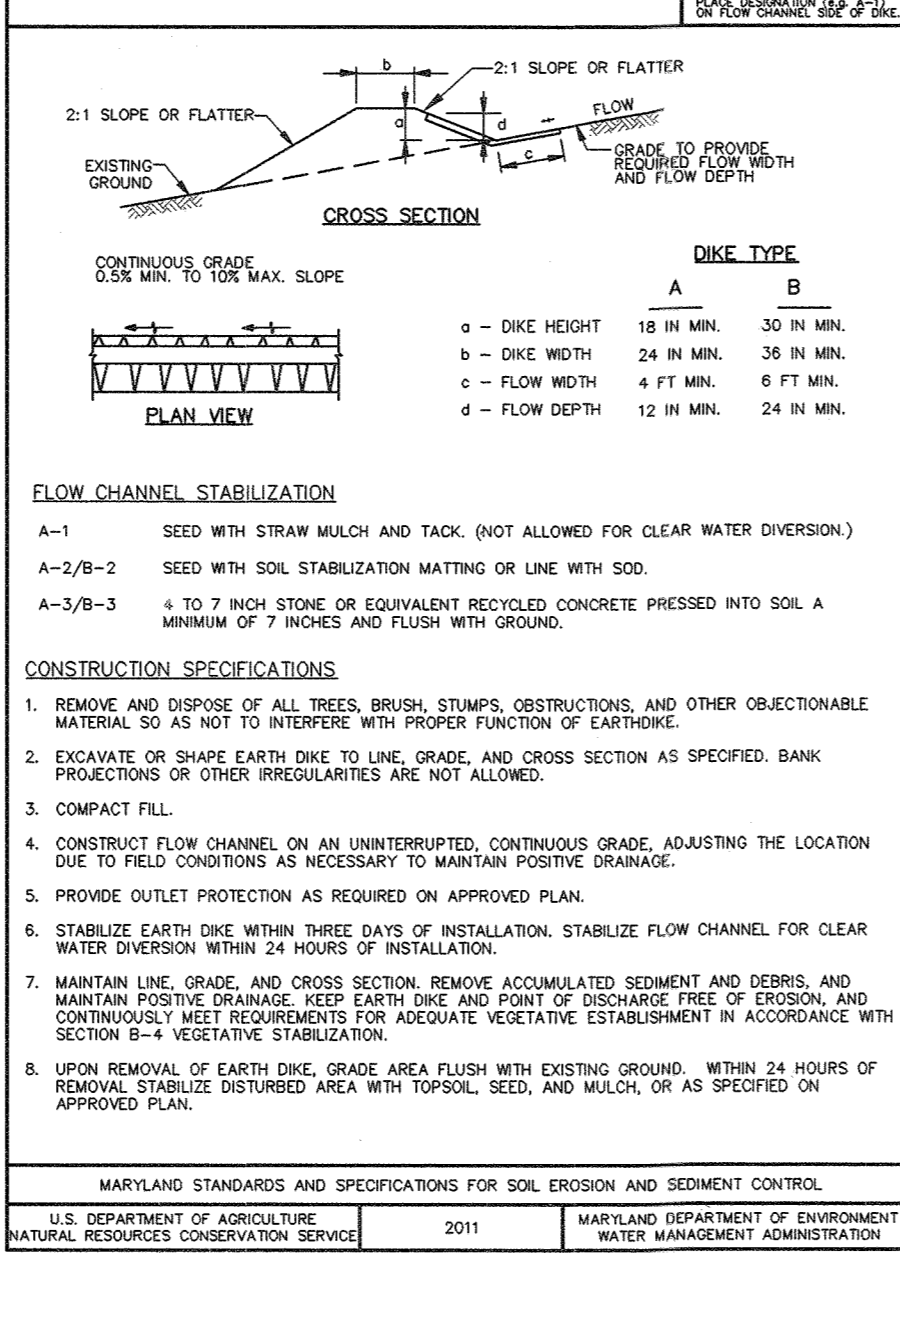 PLACE DESIGNATION (e.g. A-1)
ON FLOW CHANNEL SIDE OF DIKE.
b
2:1 SLOPE OR FLATTER
2:1 SLOPE OR FLATTER
a
d
FLOW
c
GRADE TO PROVIDE
REQUIRED FLOW WIDTH
AND FLOW DEPTH
EXISTING
GROUND
CROSS SECTION
CONTINUOUS GRADE
0.5% MIN. TO 10% MAX. SLOPE
PLAN VIEW
DIKE TYPE
A B
a - DIKE HEIGHT 18 IN MIN. 30 IN MIN.
b - DIKE WIDTH 24 IN MIN. 36 IN MIN.
c - FLOW WIDTH 4 FT MIN. 6 FT MIN.
d - FLOW DEPTH 12 IN MIN. 24 IN MIN.
FLOW CHANNEL STABILIZATION
A-1 SEED WITH STRAW MULCH AND TACK. (NOT ALLOWED FOR CLEAR WATER DIVERSION.)
A-2/B-2 SEED WITH SOIL STABILIZATION MATTING OR LINE WITH SOD.
A-3/B-3 4 TO 7 INCH STONE OR EQUIVALENT RECYCLED CONCRETE PRESSED INTO SOIL A
MINIMUM OF 7 INCHES AND FLUSH WITH GROUND.
CONSTRUCTION SPECIFICATIONS
1. REMOVE AND DISPOSE OF ALL TREES, BRUSH, STUMPS, OBSTRUCTIONS, AND OTHER OBJECTIONABLE
MATERIAL SO AS NOT TO INTERFERE WITH PROPER FUNCTION OF EARTHDIKE.
2. EXCAVATE OR SHAPE EARTH DIKE TO LINE, GRADE, AND CROSS SECTION AS SPECIFIED. BANK
PROJECTIONS OR OTHER IRREGULARITIES ARE NOT ALLOWED.
3. COMPACT FILL.
4. CONSTRUCT FLOW CHANNEL ON AN UNINTERRUPTED, CONTINUOUS GRADE, ADJUSTING THE LOCATION
DUE TO FIELD CONDITIONS AS NECESSARY TO MAINTAIN POSITIVE DRAINAGE.
5. PROVIDE OUTLET PROTECTION AS REQUIRED ON APPROVED PLAN.
6. STABILIZE EARTH DIKE WITHIN THREE DAYS OF INSTALLATION. STABILIZE FLOW CHANNEL FOR CLEAR
WATER DIVERSION WITHIN 24 HOURS OF INSTALLATION.
7. MAINTAIN LINE, GRADE, AND CROSS SECTION. REMOVE ACCUMULATED SEDIMENT AND DEBRIS, AND
MAINTAIN POSITIVE DRAINAGE. KEEP EARTH DIKE AND POINT OF DISCHARGE FREE OF EROSION, AND
CONTINUOUSLY MEET REQUIREMENTS FOR ADEQUATE VEGETATIVE ESTABLISHMENT IN ACCORDANCE WITH
SECTION B-4 VEGETATIVE STABILIZATION.
8. UPON REMOVAL OF EARTH DIKE, GRADE AREA FLUSH WITH EXISTING GROUND. WITHIN 24 HOURS OF
REMOVAL STABILIZE DISTURBED AREA WITH TOPSOIL, SEED, AND MULCH, OR AS SPECIFIED ON
APPROVED PLAN.
MARYLAND STANDARDS AND SPECIFICATIONS FOR SOIL EROSION AND SEDIMENT CONTROL
U.S. DEPARTMENT OF AGRICULTURE
NATURAL RESOURCES CONSERVATION SERVICE
2011
MARYLAND DEPARTMENT OF ENVIRONMENT
WATER MANAGEMENT ADMINISTRATION